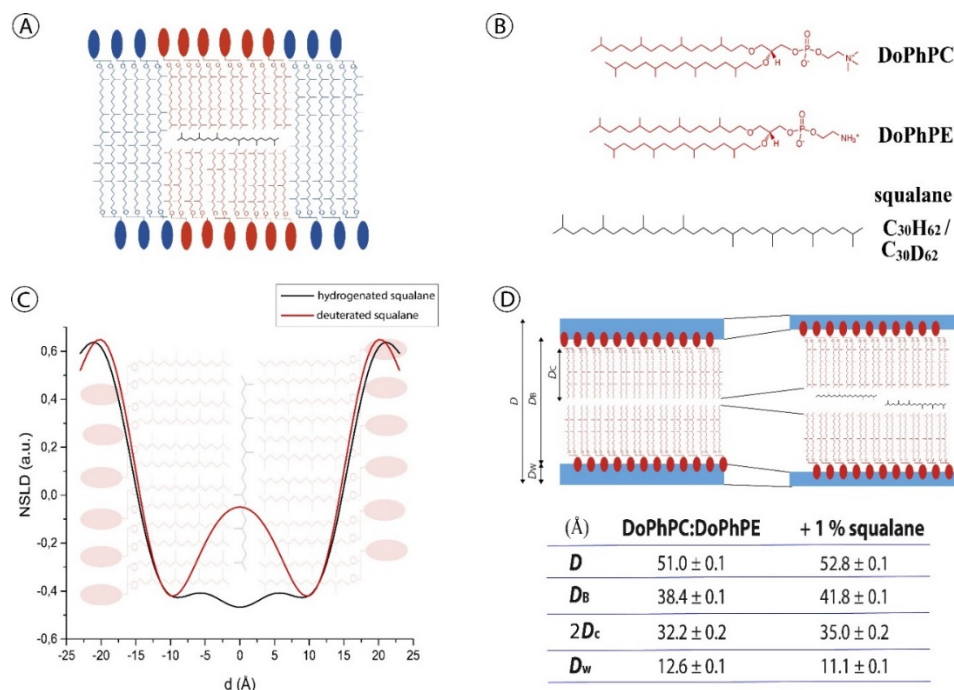 A
B
DoPhPC
DoPhPE
squalane
C30H62 /
C30D62
C
hydrogenated squalane
deuterated squalane
NSLD (a.u.)
0,6
0,4
0,2
0,0
-0,2
-0,4
-0,6
-25 -20 -15 -10 -5 0 5 10 15 20 25
d (Å)
D
D
DB
DC
DW
(Å) DoPhPC:DoPhPE + 1 % squalane
D 51.0 ± 0.1 52.8 ± 0.1
DB 38.4 ± 0.1 41.8 ± 0.1
2Dc 32.2 ± 0.2 35.0 ± 0.2
Dw 12.6 ± 0.1 11.1 ± 0.1